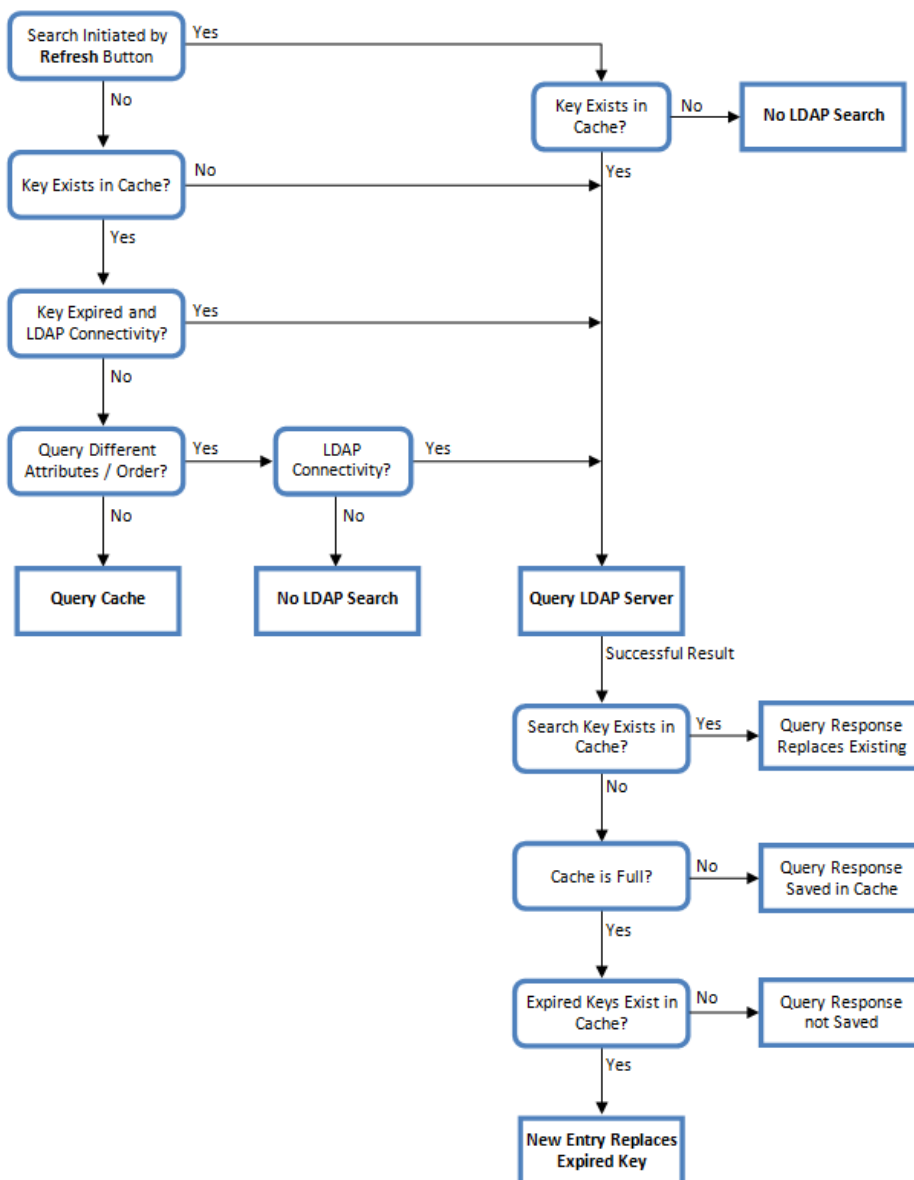 Search Initiated by
Refresh Button
Yes
No
Key Exists in
Cache?
No
No LDAP Search
Yes
Key Exists in Cache?
No
Yes
Key Expired and
LDAP Connectivity?
Yes
No
Query Different
Attributes / Order?
Yes
LDAP
Connectivity?
Yes
No
No
Query Cache
No LDAP Search
Query LDAP Server
Successful Result
Search Key Exists in
Cache?
Yes
Query Response
Replaces Existing
No
Cache is Full?
No
Query Response
Saved in Cache
Yes
Expired Keys Exist in
Cache?
No
Query Response
not Saved
Yes
New Entry Replaces
Expired Key